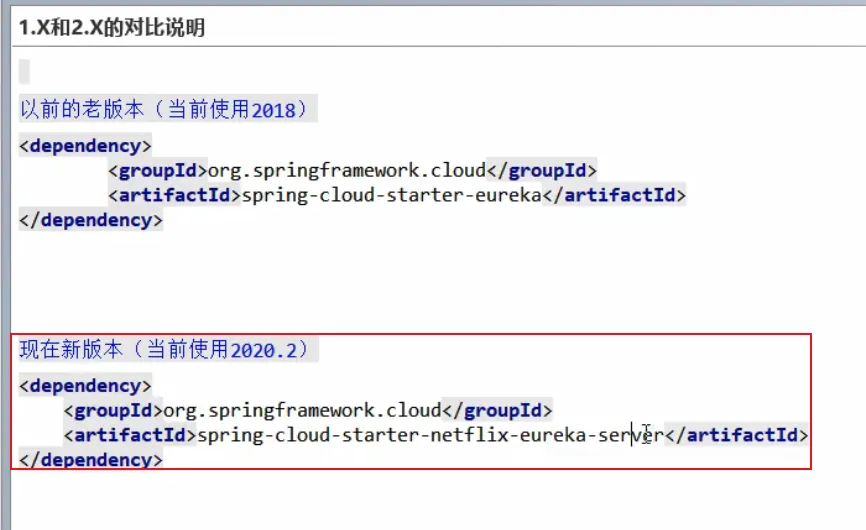 1.X和2.X的对比说明
以前的老版本（当前使用2018）
<dependency>
<groupId>org.springframework.cloud</groupId>
<artifactId>spring-cloud-starter-eureka</artifactId>
</dependency>
现在新版本（当前使用2020.2）
<dependency>
<groupId>org.springframework.cloud</groupId>
<artifactId>spring-cloud-starter-netflix-eureka-server</artifactId>
</dependency>